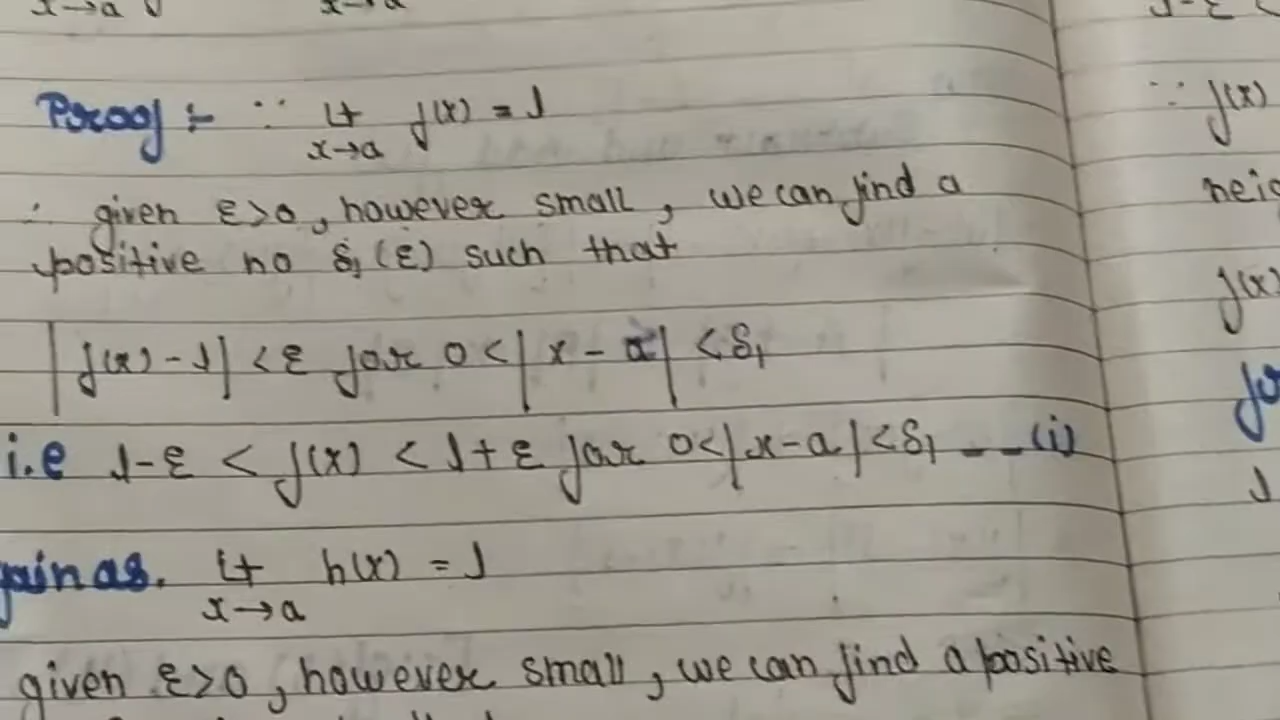 x→a x→a
Proof :- ∵ Lt f(x) = l
x→a
∴ given ε>0, however small, we can find a
positive no δ₁(ε) such that
|f(x) - l| < ε for 0 < |x - a| < δ₁
i.e l-ε < f(x) < l+ε for 0<|x-a|<δ₁ - - (i)
as. Lt h(x) = l
x→a
given ε>0, however small, we can find a positive
∵ f(x)
f(x)
l